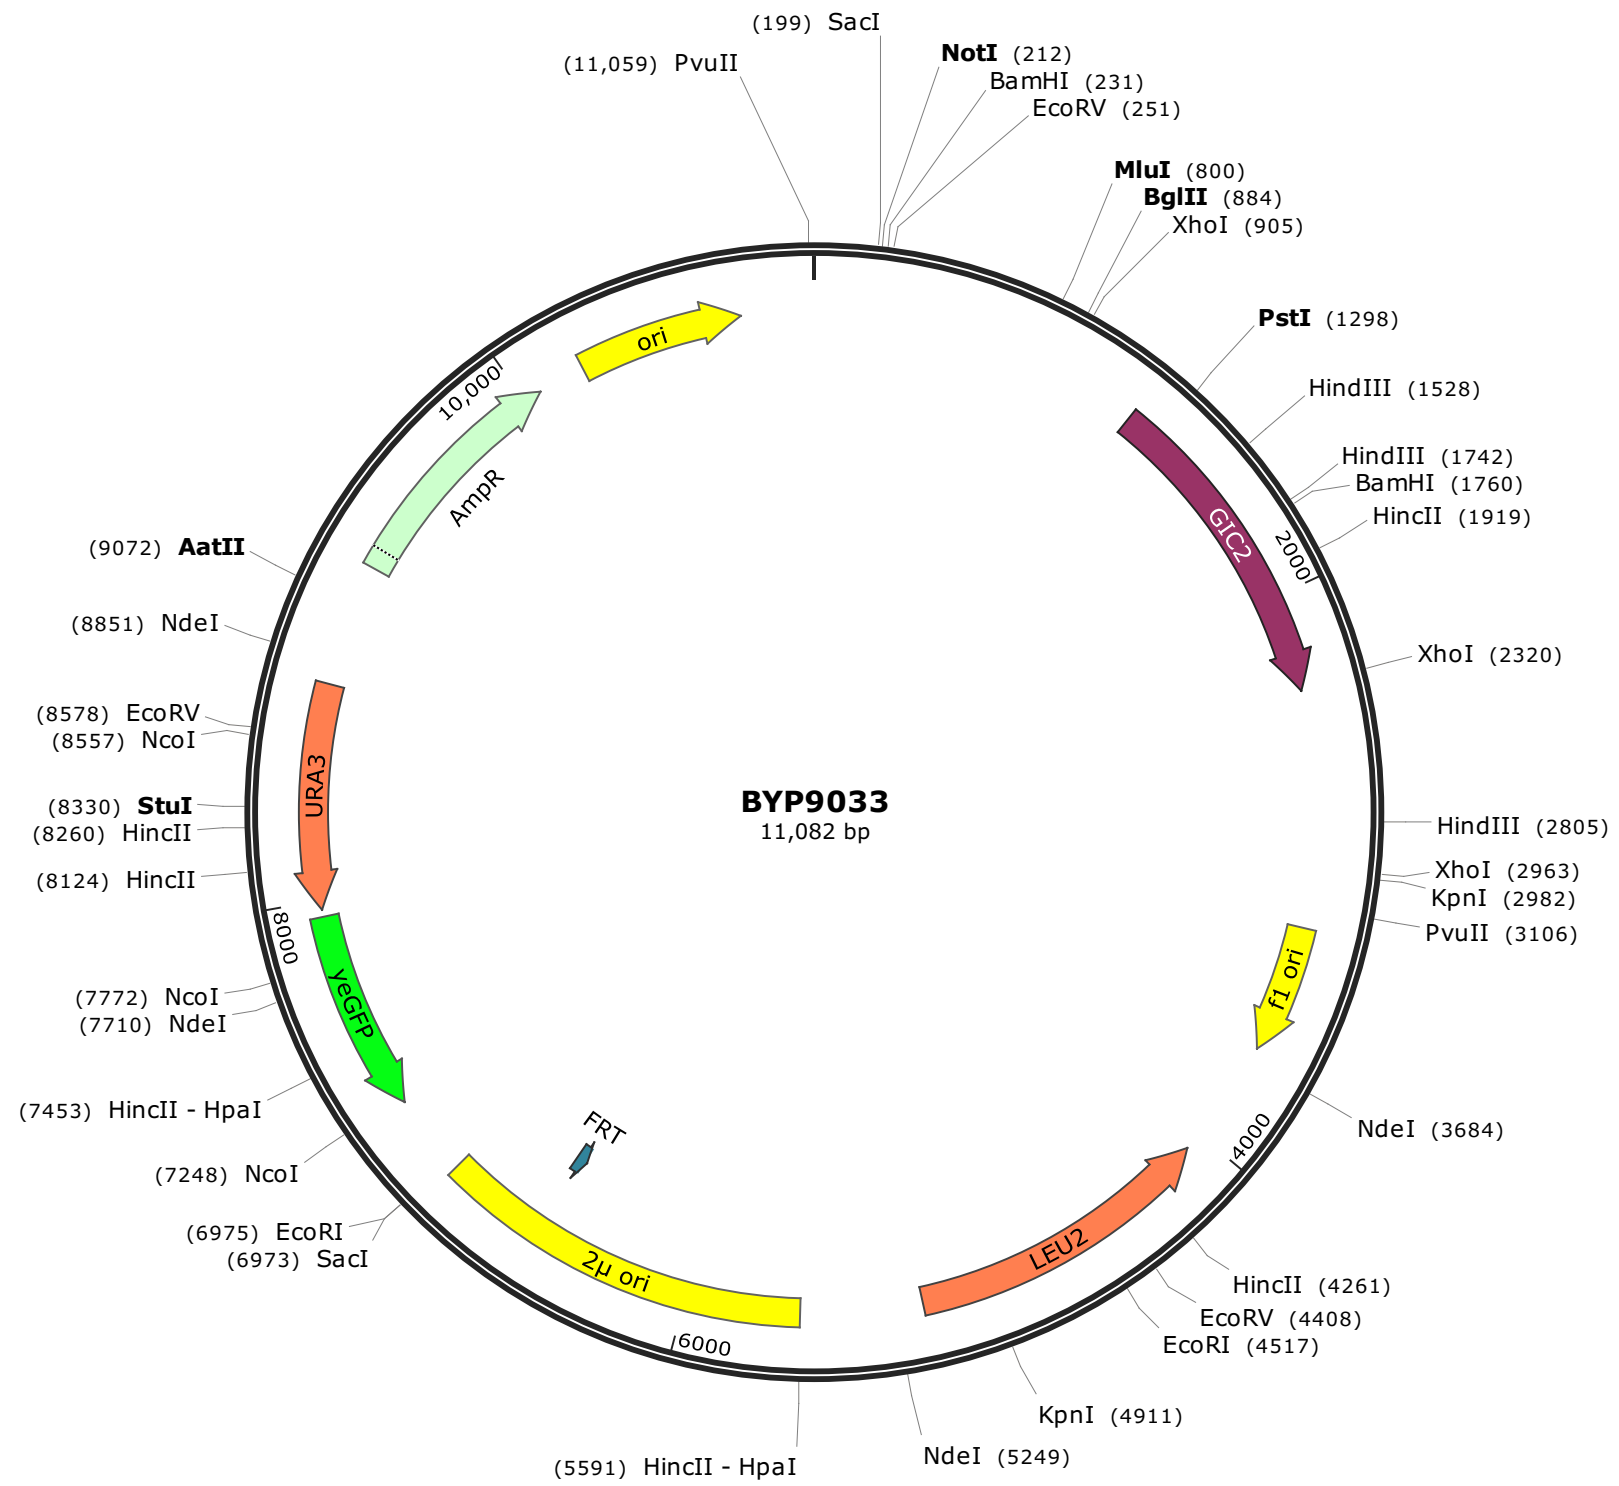 (199) SacI
(11,059) PvuII
NotI (212)
BamHI (231)
EcoRV (251)
MluI (800)
BglII (884)
XhoI (905)
PstI (1298)
HindIII (1528)
HindIII (1742)
BamHI (1760)
HincII (1919)
2000
XhoI (2320)
HindIII (2805)
XhoI (2963)
KpnI (2982)
PvuII (3106)
NdeI (3684)
4000
HincII (4261)
EcoRV (4408)
EcoRI (4517)
KpnI (4911)
NdeI (5249)
(5591) HincII - HpaI
6000
(6973) SacI
(6975) EcoRI
(7248) NcoI
(7453) HincII - HpaI
(7710) NdeI
(7772) NcoI
8000
(8124) HincII
(8260) HincII
(8330) StuI
(8557) NcoI
(8578) EcoRV
(8851) NdeI
(9072) AatII
10,000
ori
AmpR
GIC2
URA3
yeGFP
FRT
2μ ori
LEU2
f1 ori
BYP9033
11,082 bp